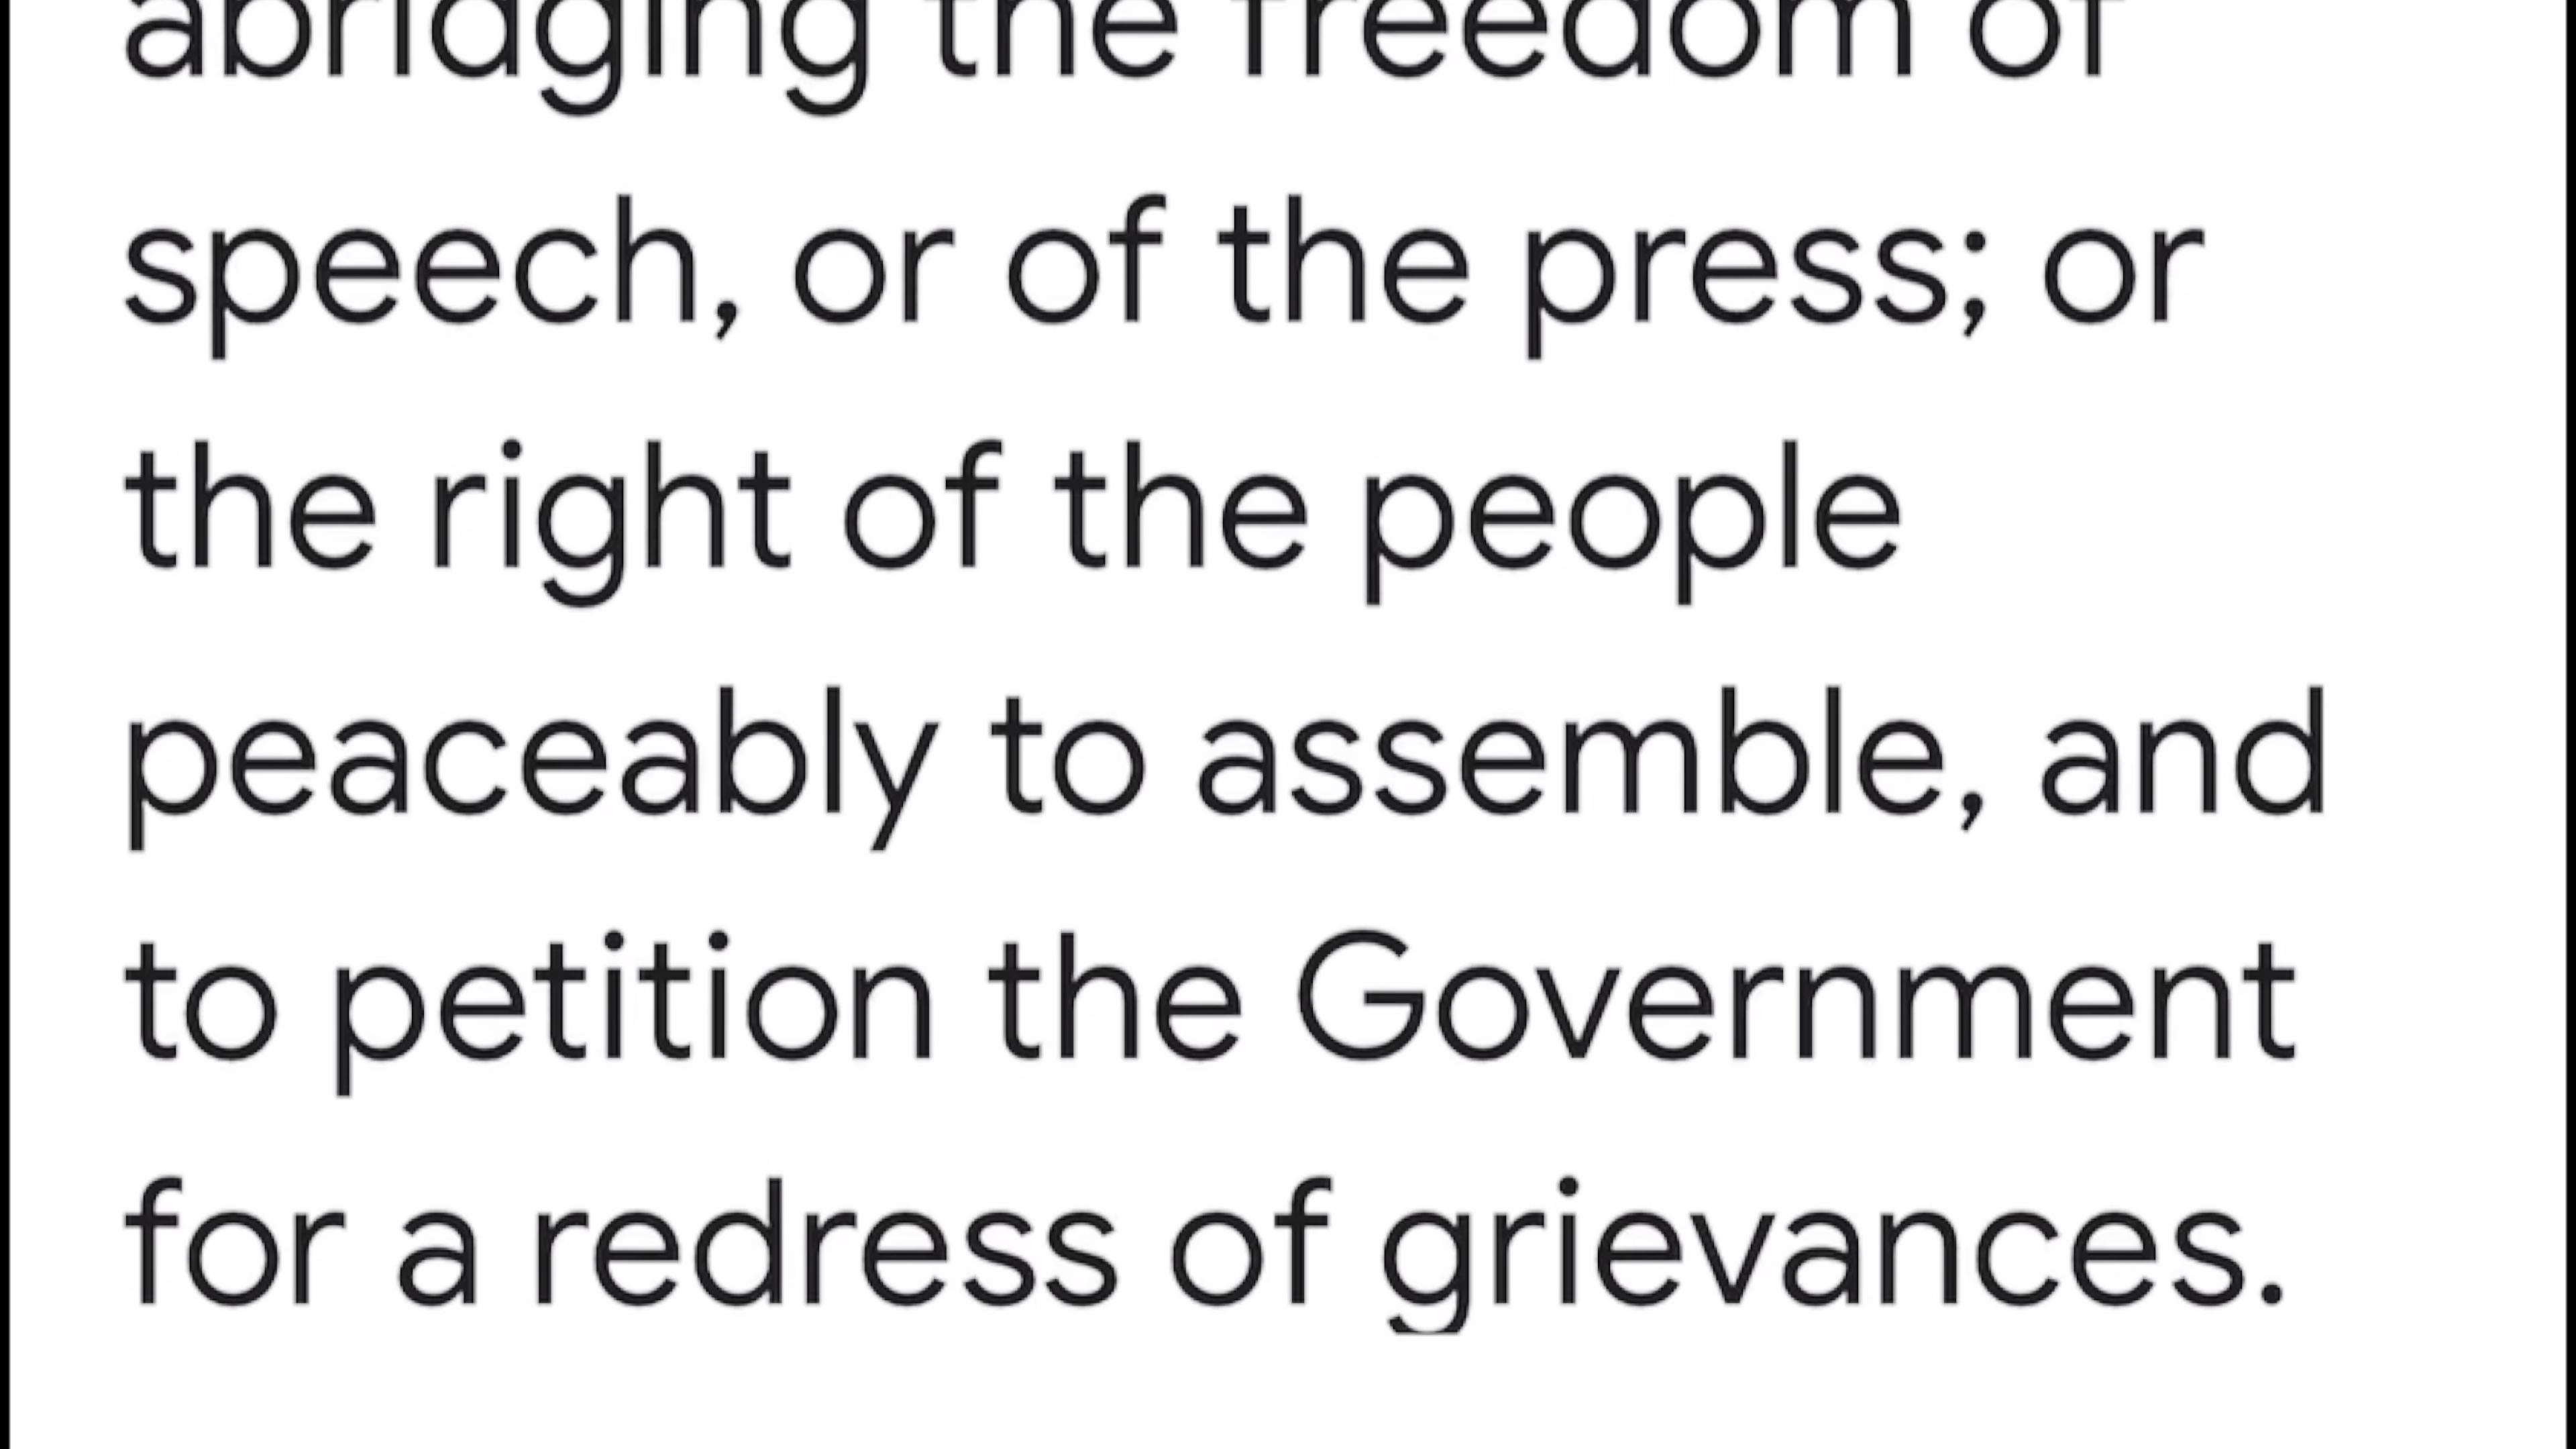 abridging the freedom of
speech, or of the press; or
the right of the people
peaceably to assemble, and
to petition the Government
for a redress of grievances.